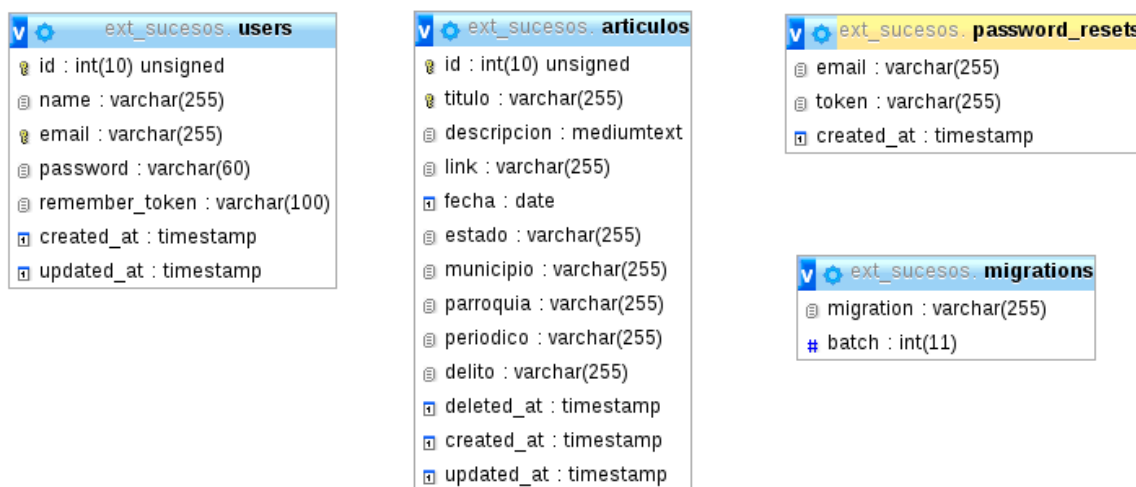 ext_sucesos. users
id : int(10) unsigned
name : varchar(255)
email : varchar(255)
password : varchar(60)
remember_token : varchar(100)
created_at : timestamp
updated_at : timestamp
ext_sucesos. articulos
id : int(10) unsigned
titulo : varchar(255)
descripcion : mediumtext
link : varchar(255)
fecha : date
estado : varchar(255)
municipio : varchar(255)
parroquia : varchar(255)
periodico : varchar(255)
delito : varchar(255)
deleted_at : timestamp
created_at : timestamp
updated_at : timestamp
ext_sucesos. password_resets
email : varchar(255)
token : varchar(255)
created_at : timestamp
ext_sucesos. migrations
migration : varchar(255)
# batch : int(11)